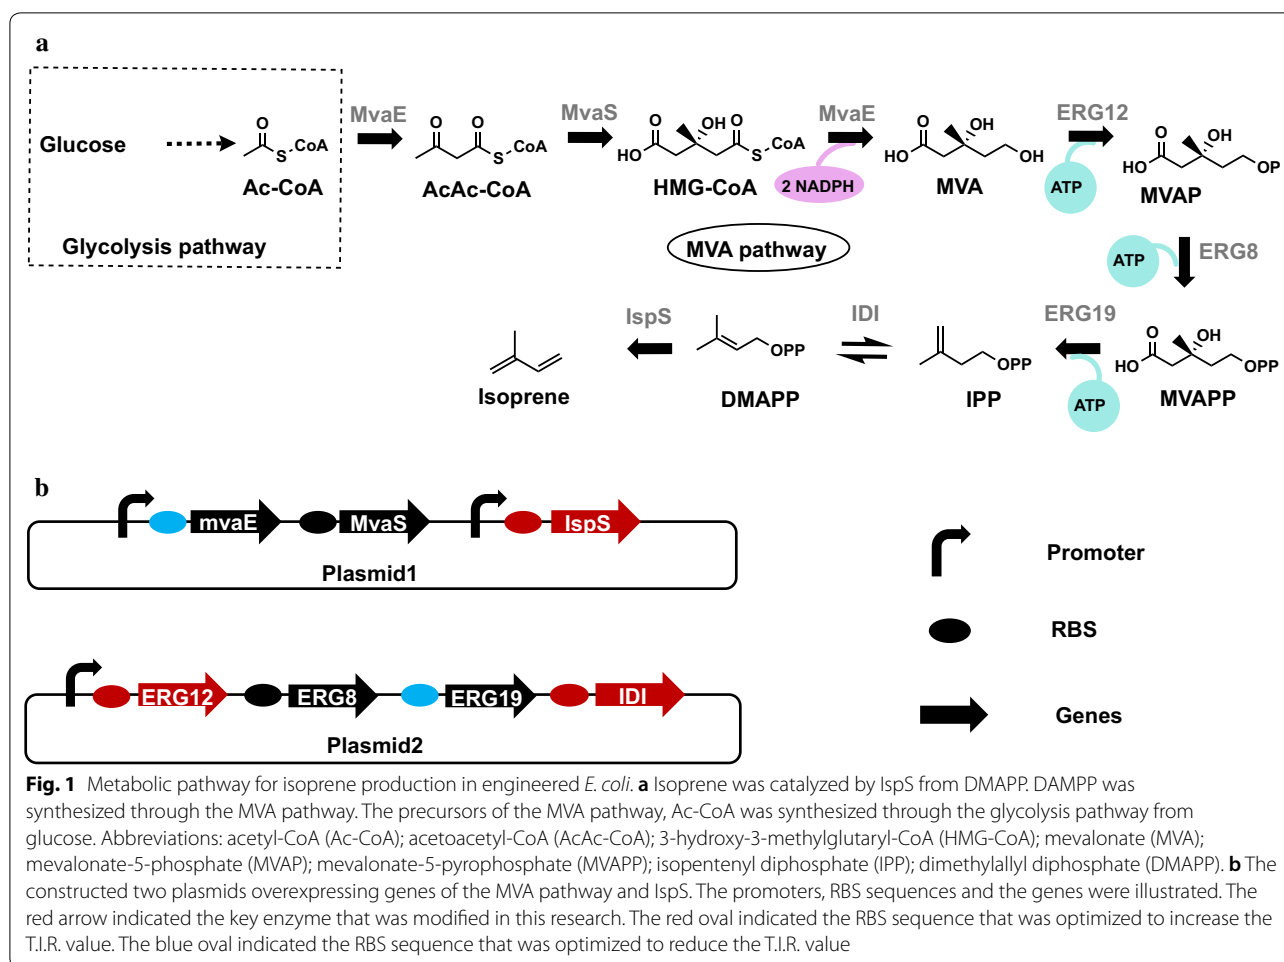 a
MvaE
MvaS
MvaE
ERG12
Glucose
O
S
CoA
Ac-CoA
O
O
S
CoA
AcAc-CoA
O
OH
O
HO
S
CoA
HMG-CoA
2 NADPH
O
OH
HO
OH
MVA
ATP
O
OH
HO
OP
MVAP
Glycolysis pathway
MVA pathway
ATP
ERG8
IspS
IDI
ERG19
Isoprene
OPP
DMAPP
OPP
IPP
ATP
O
OH
HO
OPP
MVAPP
b
mvaE
MvaS
IspS
Plasmid1
Promoter
RBS
ERG12
ERG8
ERG19
IDI
Plasmid2
Genes
Fig. 1 Metabolic pathway for isoprene production in engineered E. coli. a Isoprene was catalyzed by IspS from DMAPP. DAMPP was
synthesized through the MVA pathway. The precursors of the MVA pathway, Ac-CoA was synthesized through the glycolysis pathway from
glucose. Abbreviations: acetyl-CoA (Ac-CoA); acetoacetyl-CoA (AcAc-CoA); 3-hydroxy-3-methylglutaryl-CoA (HMG-CoA); mevalonate (MVA);
mevalonate-5-phosphate (MVAP); mevalonate-5-pyrophosphate (MVAPP); isopentenyl diphosphate (IPP); dimethylallyl diphosphate (DMAPP). b The
constructed two plasmids overexpressing genes of the MVA pathway and IspS. The promoters, RBS sequences and the genes were illustrated. The
red arrow indicated the key enzyme that was modified in this research. The red oval indicated the RBS sequence that was optimized to increase the
T.I.R. value. The blue oval indicated the RBS sequence that was optimized to reduce the T.I.R. value